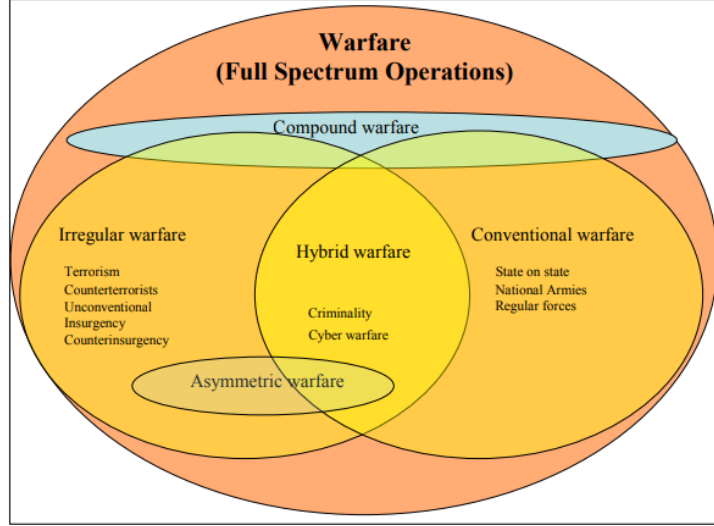 Warfare
(Full Spectrum Operations)
Compound warfare
Irregular warfare
Terrorism
Counterterrorists
Unconventional
Insurgency
Counterinsurgency
Hybrid warfare
Criminality
Cyber warfare
Conventional warfare
State on state
National Armies
Regular forces
Asymmetric warfare